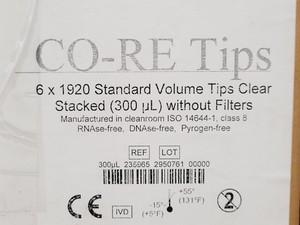 CO-RE Tips
6 x 1920 Standard Volume Tips Clear
Stacked (300 µL) without Filters
Manufactured in cleanroom ISO 14644-1, class 8
RNAse-free, DNAse-free, Pyrogen-free
REF LOT
300µL 235965 2950761 00000
+55°
-15° (131°F)
(+5°F)
CE IVD 2